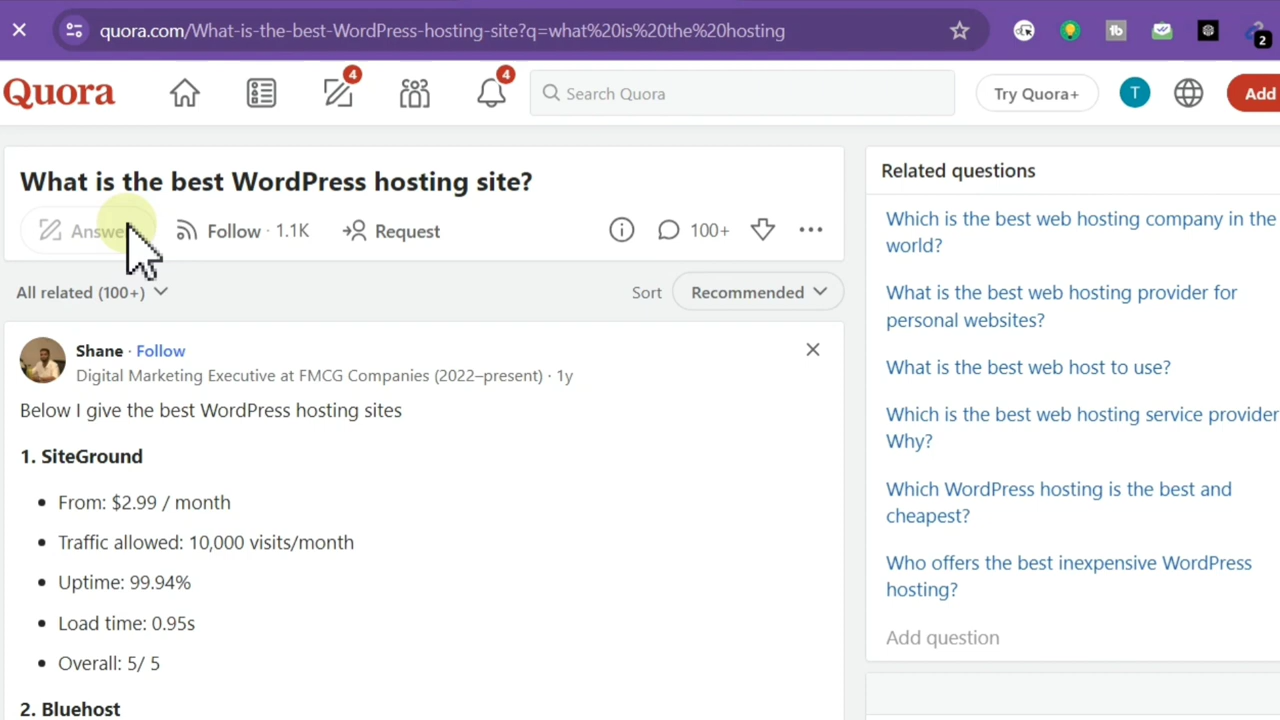 quora.com/What-is-the-best-WordPress-hosting-site?q=what%20is%20the%20hosting
tb
2
Quora
4
4
Search Quora
Try Quora+
T
Add
What is the best WordPress hosting site?
Answe
Follow · 1.1K
Request
100+
All related (100+)
Sort
Recommended
Shane · Follow
Digital Marketing Executive at FMCG Companies (2022–present) · 1y
Below I give the best WordPress hosting sites
1. SiteGround
• From: $2.99 / month
• Traffic allowed: 10,000 visits/month
• Uptime: 99.94%
• Load time: 0.95s
• Overall: 5/ 5
2. Bluehost
Related questions
Which is the best web hosting company in the
world?
What is the best web hosting provider for
personal websites?
What is the best web host to use?
Which is the best web hosting service provider
Why?
Which WordPress hosting is the best and
cheapest?
Who offers the best inexpensive WordPress
hosting?
Add question